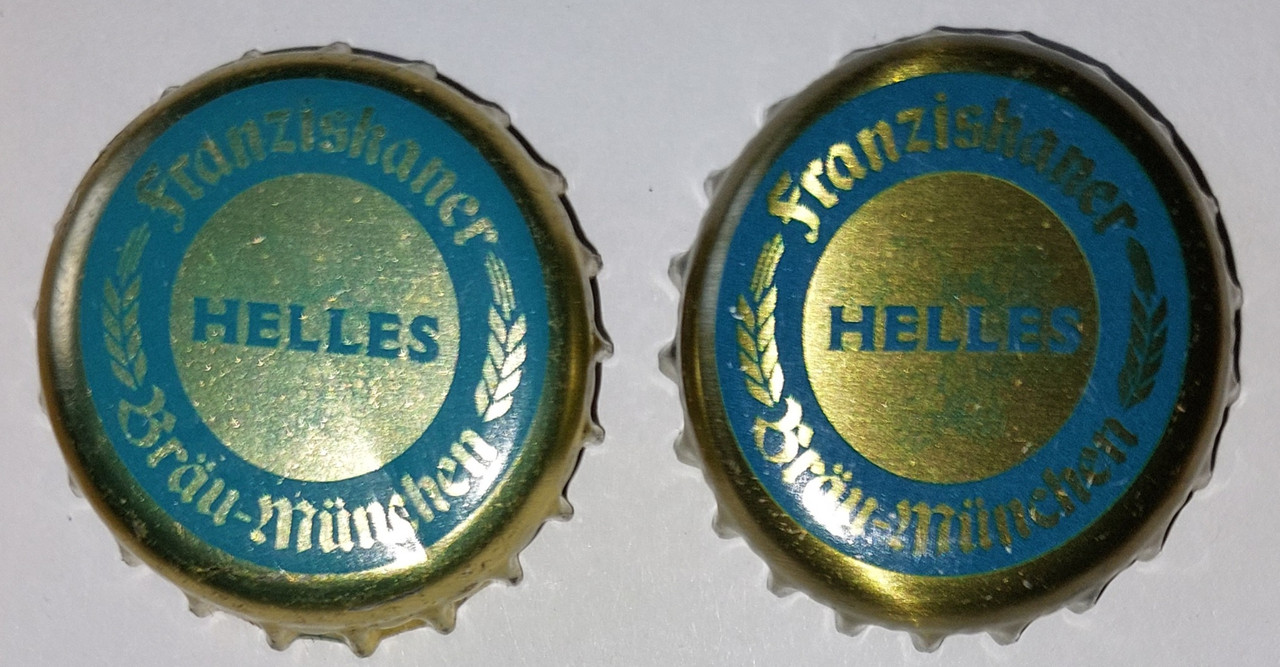 Franziskaner
HELLES
Bräu-München
Franziskaner
HELLES
Bräu-München